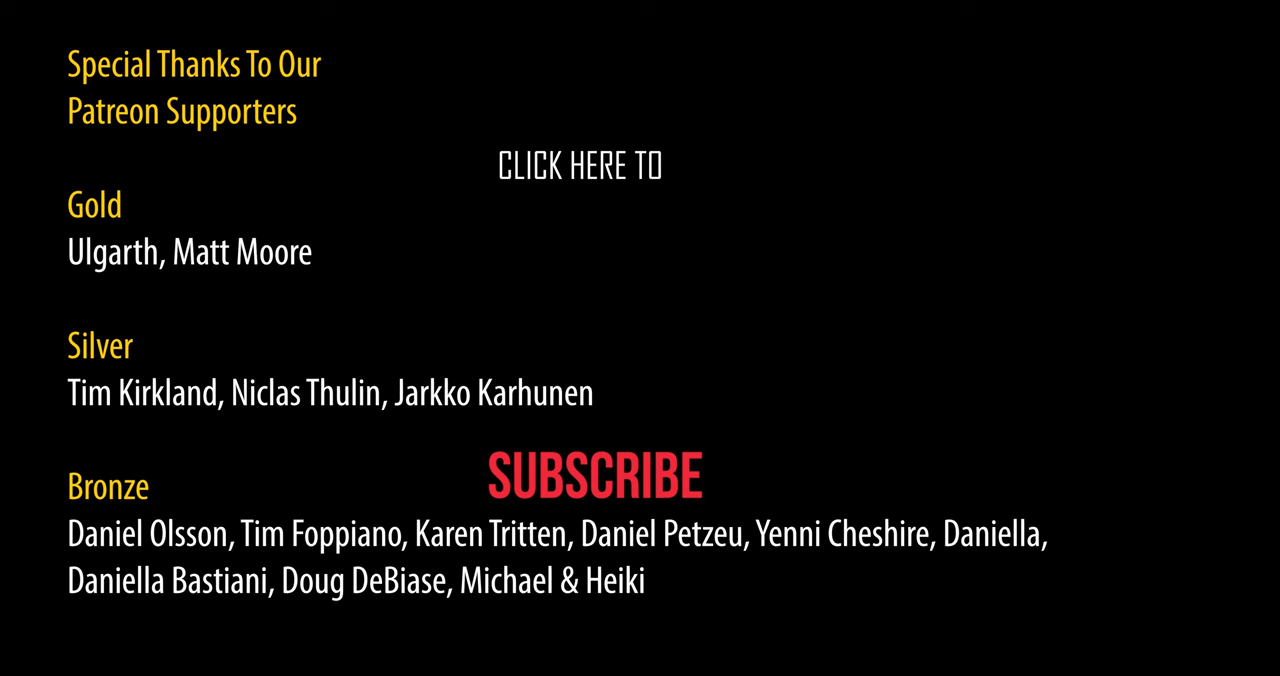 Special Thanks To Our
Patreon Supporters
CLICK HERE TO
Gold
Ulgarth, Matt Moore
Silver
Tim Kirkland, Niclas Thulin, Jarkko Karhunen
SUBSCRIBE
Bronze
Daniel Olsson, Tim Foppiano, Karen Tritten, Daniel Petzeu, Yenni Cheshire, Daniella,
Daniella Bastiani, Doug DeBiase, Michael & Heiki